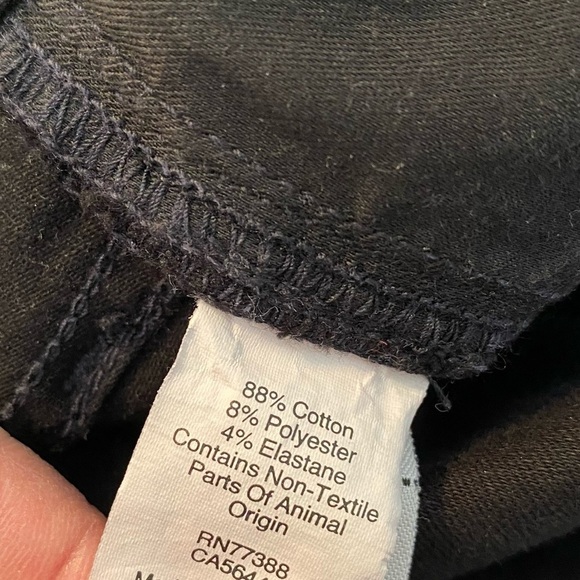 88% Cotton
8% Polyester
4% Elastane
Contains Non-Textile
Parts Of Animal
Origin
RN77388